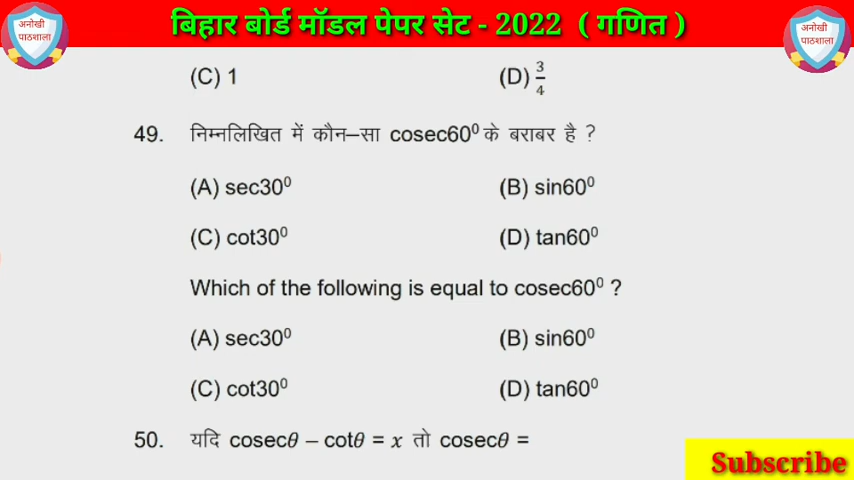 अनोखी
पाठशाला
बिहार बोर्ड मॉडल पेपर सेट - 2022 ( गणित )
अनोखी
पाठशाला
(C) 1 (D) 3/4
49. निम्नलिखित में कौन–सा cosec60⁰ के बराबर है ?
(A) sec30⁰ (B) sin60⁰
(C) cot30⁰ (D) tan60⁰
Which of the following is equal to cosec60⁰ ?
(A) sec30⁰ (B) sin60⁰
(C) cot30⁰ (D) tan60⁰
50. यदि cosecθ – cotθ = x तो cosecθ =
Subscribe